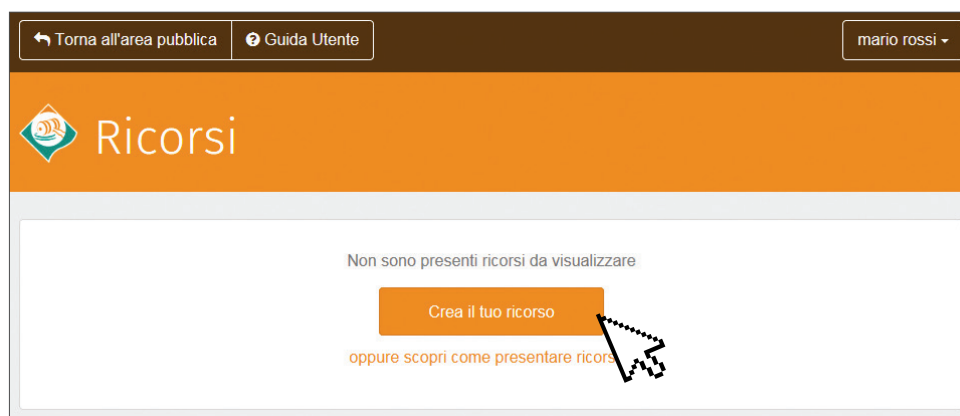 Torna all'area pubblica Guida Utente mario rossi
Ricorsi
Non sono presenti ricorsi da visualizzare
Crea il tuo ricorso
oppure scopri come presentare ricors